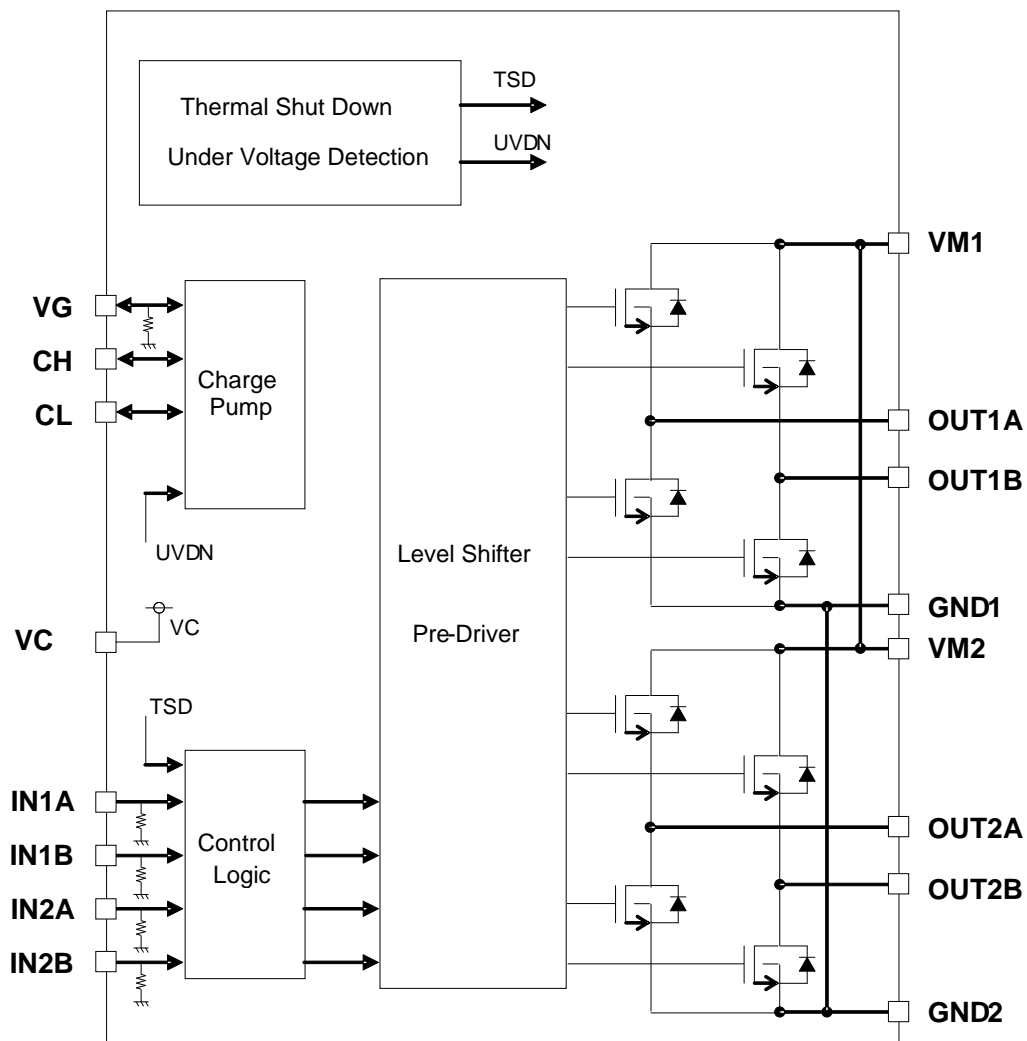 TSD
Thermal Shut Down
UVDN
Under Voltage Detection
VM1
VG
CH
Charge
Pump
CL
OUT1A
OUT1B
UVDN
Level Shifter
GND1
VC
VC
Pre-Driver
VM2
TSD
IN1A
OUT2A
IN1B
Control
Logic
OUT2B
IN2A
IN2B
GND2